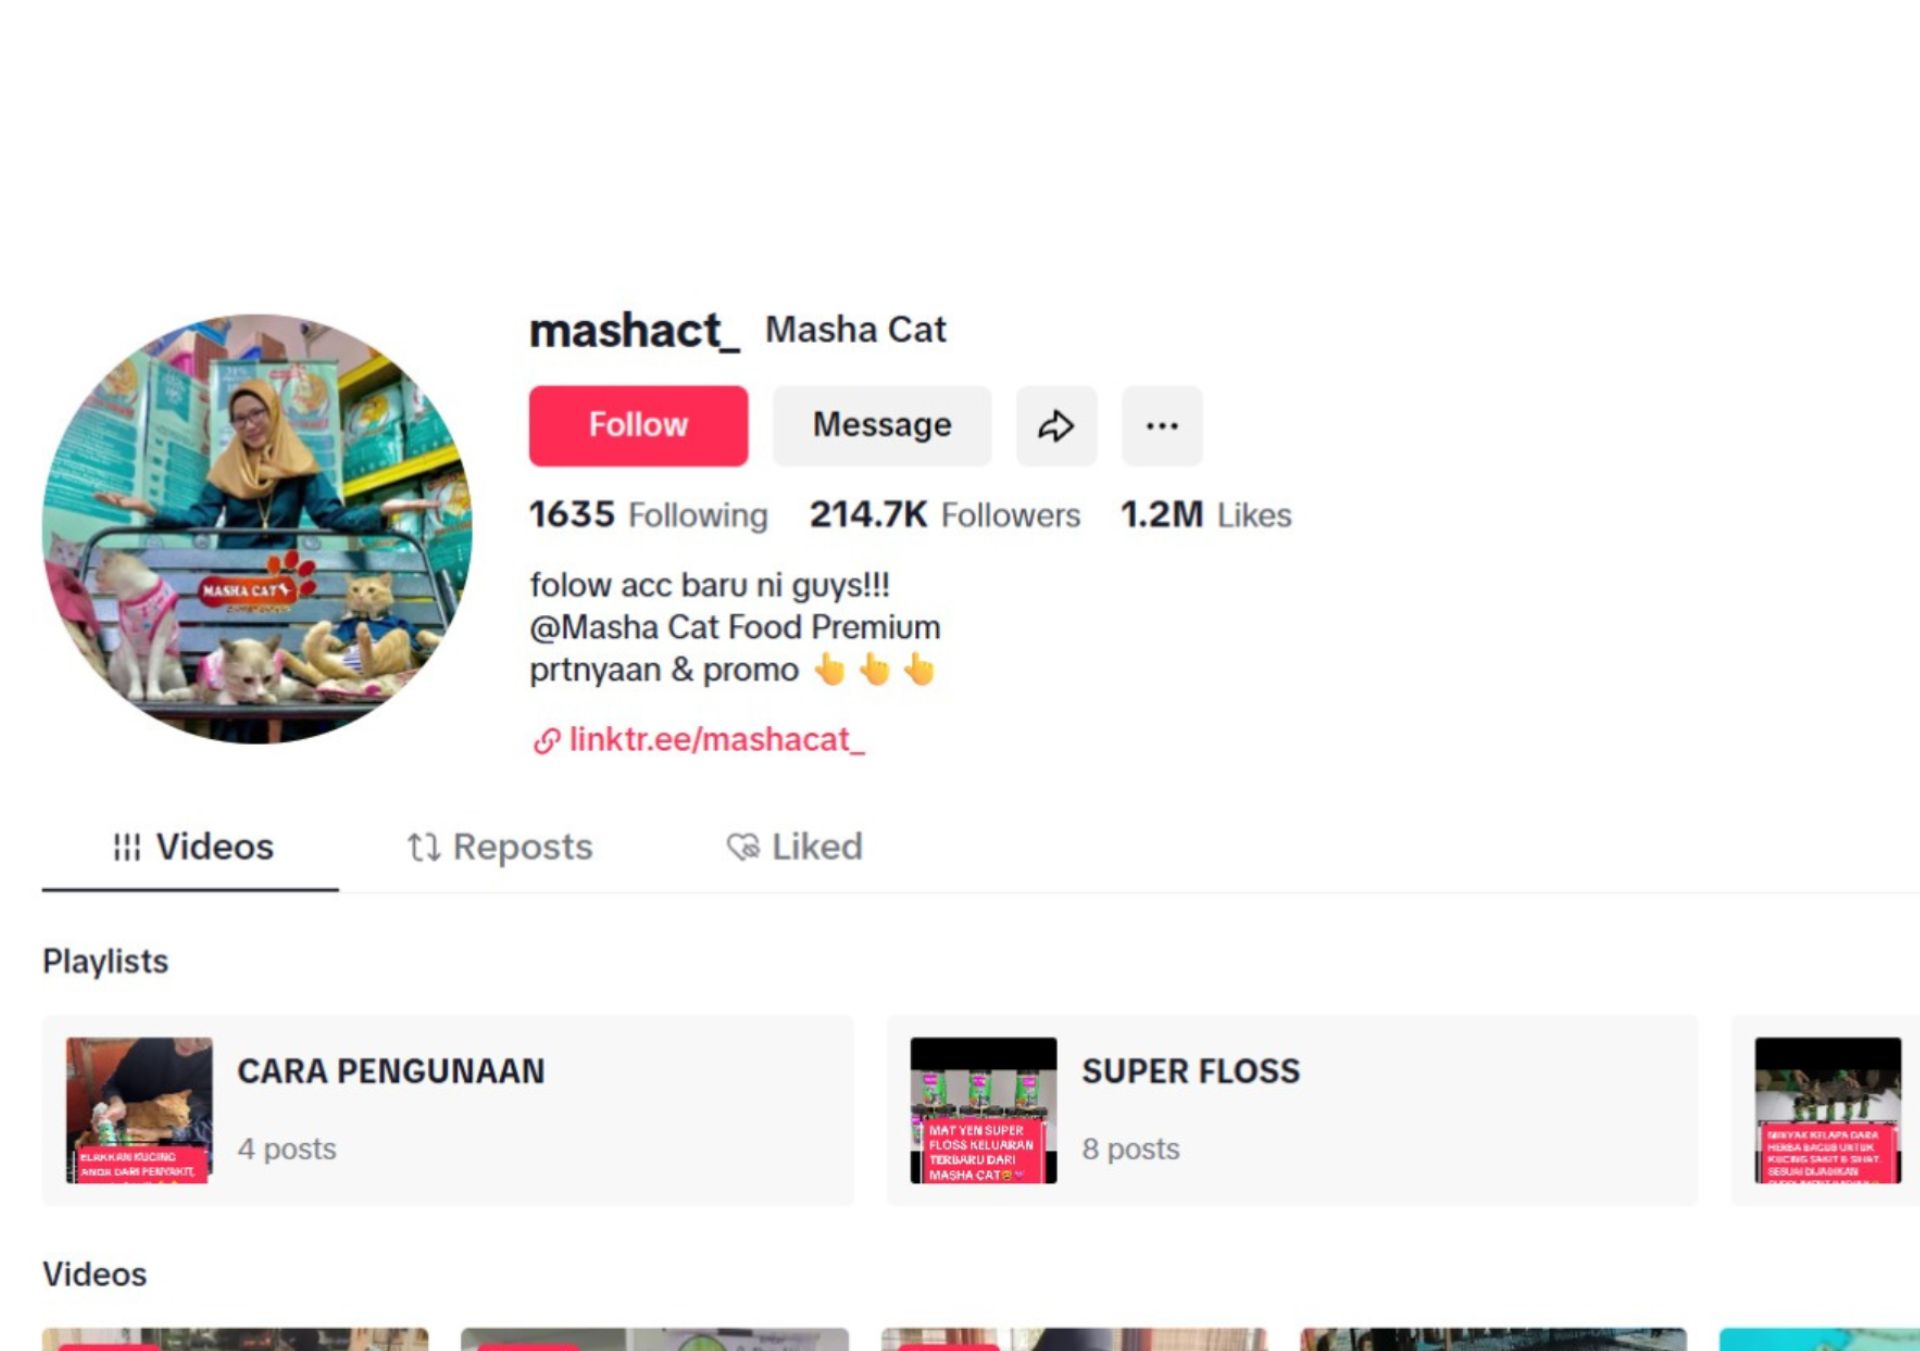 mashact_ Masha Cat
Follow
Message
1635 Following 214.7K Followers 1.2M Likes
folow acc baru ni guys!!!
@Masha Cat Food Premium
prtnyaan & promo 👆👆👆
linktr.ee/mashacat_
MASHA CAT
Videos
Reposts
Liked
Playlists
CARA PENGUNAAN
4 posts
ELAKKAN KUCING
ANDA DARI PENYAKIT,
SUPER FLOSS
8 posts
MAT YEN SUPER
FLOSS KELUARAN
TERBARU DARI
MASHA CAT
MINYAK KELAPA DARA
HERBA BAGUS UNTUK
KUCING SAKIT & SIHAT.
SESUAI DIJADIKAN
Videos